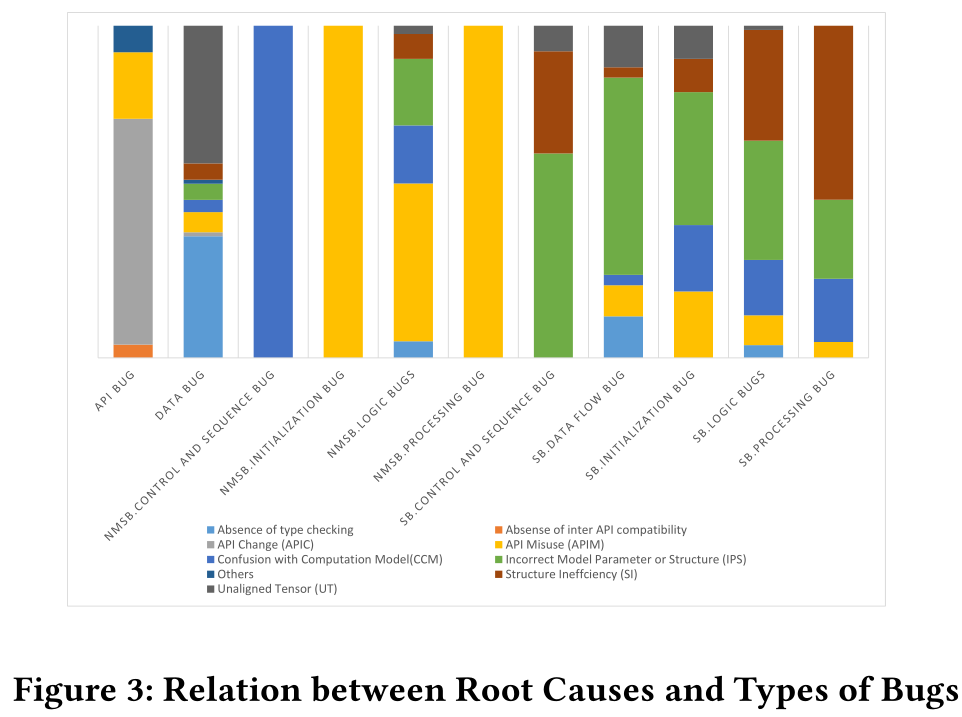 API BUG
DATA BUG
NMSB.CONTROL AND SEQUENCE BUG
NMSB.INITIALIZATION BUG
NMSB.LOGIC BUGS
NMSB.PROCESSING BUG
SB.CONTROL AND SEQUENCE BUG
SB.DATA FLOW BUG
SB.INITIALIZATION BUG
SB.LOGIC BUGS
SB.PROCESSING BUG
Absence of type checking
Absense of inter API compatibility
API Change (APIC)
API Misuse (APIM)
Confusion with Computation Model(CCM)
Incorrect Model Parameter or Structure (IPS)
Others
Structure Ineffciency (SI)
Unaligned Tensor (UT)
Figure 3: Relation between Root Causes and Types of Bugs